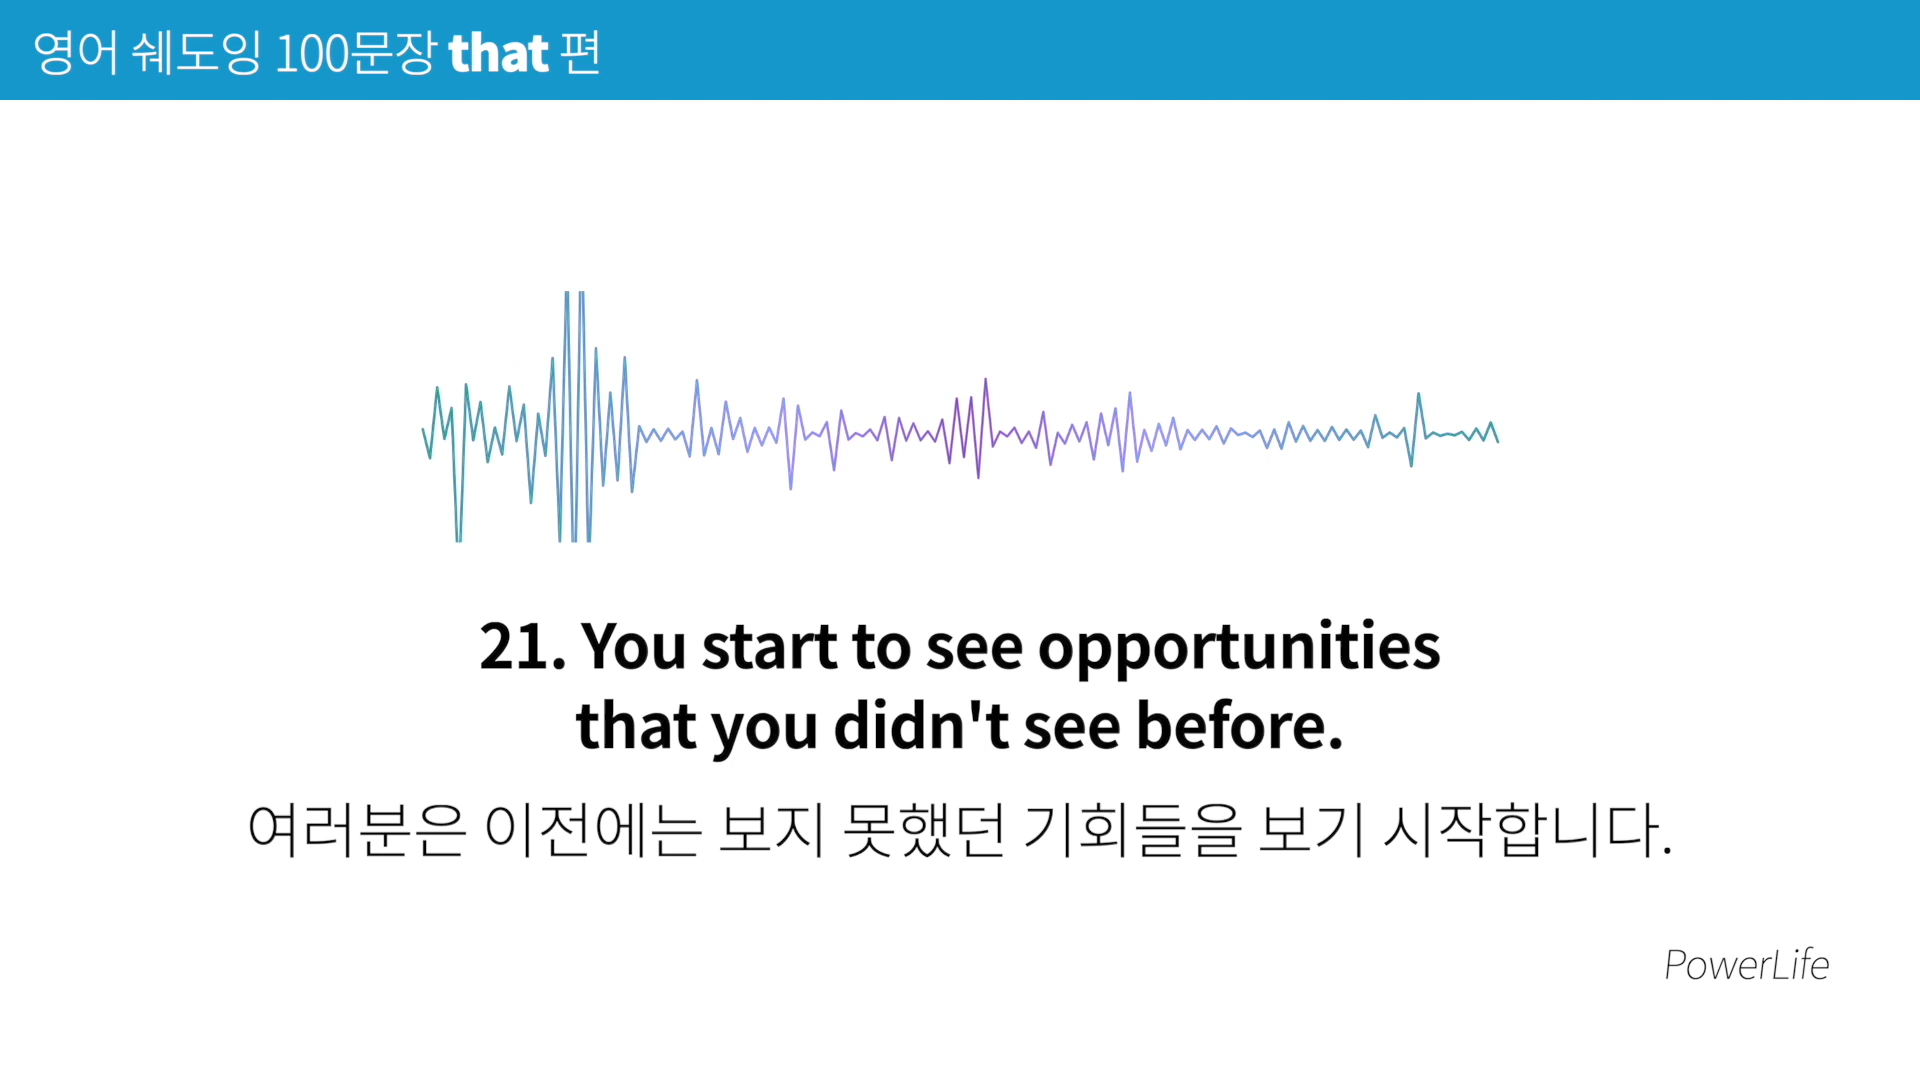 영어 쉐도잉 100문장 that 편
21. You start to see opportunities
that you didn't see before.
여러분은 이전에는 보지 못했던 기회들을 보기 시작합니다.
PowerLife